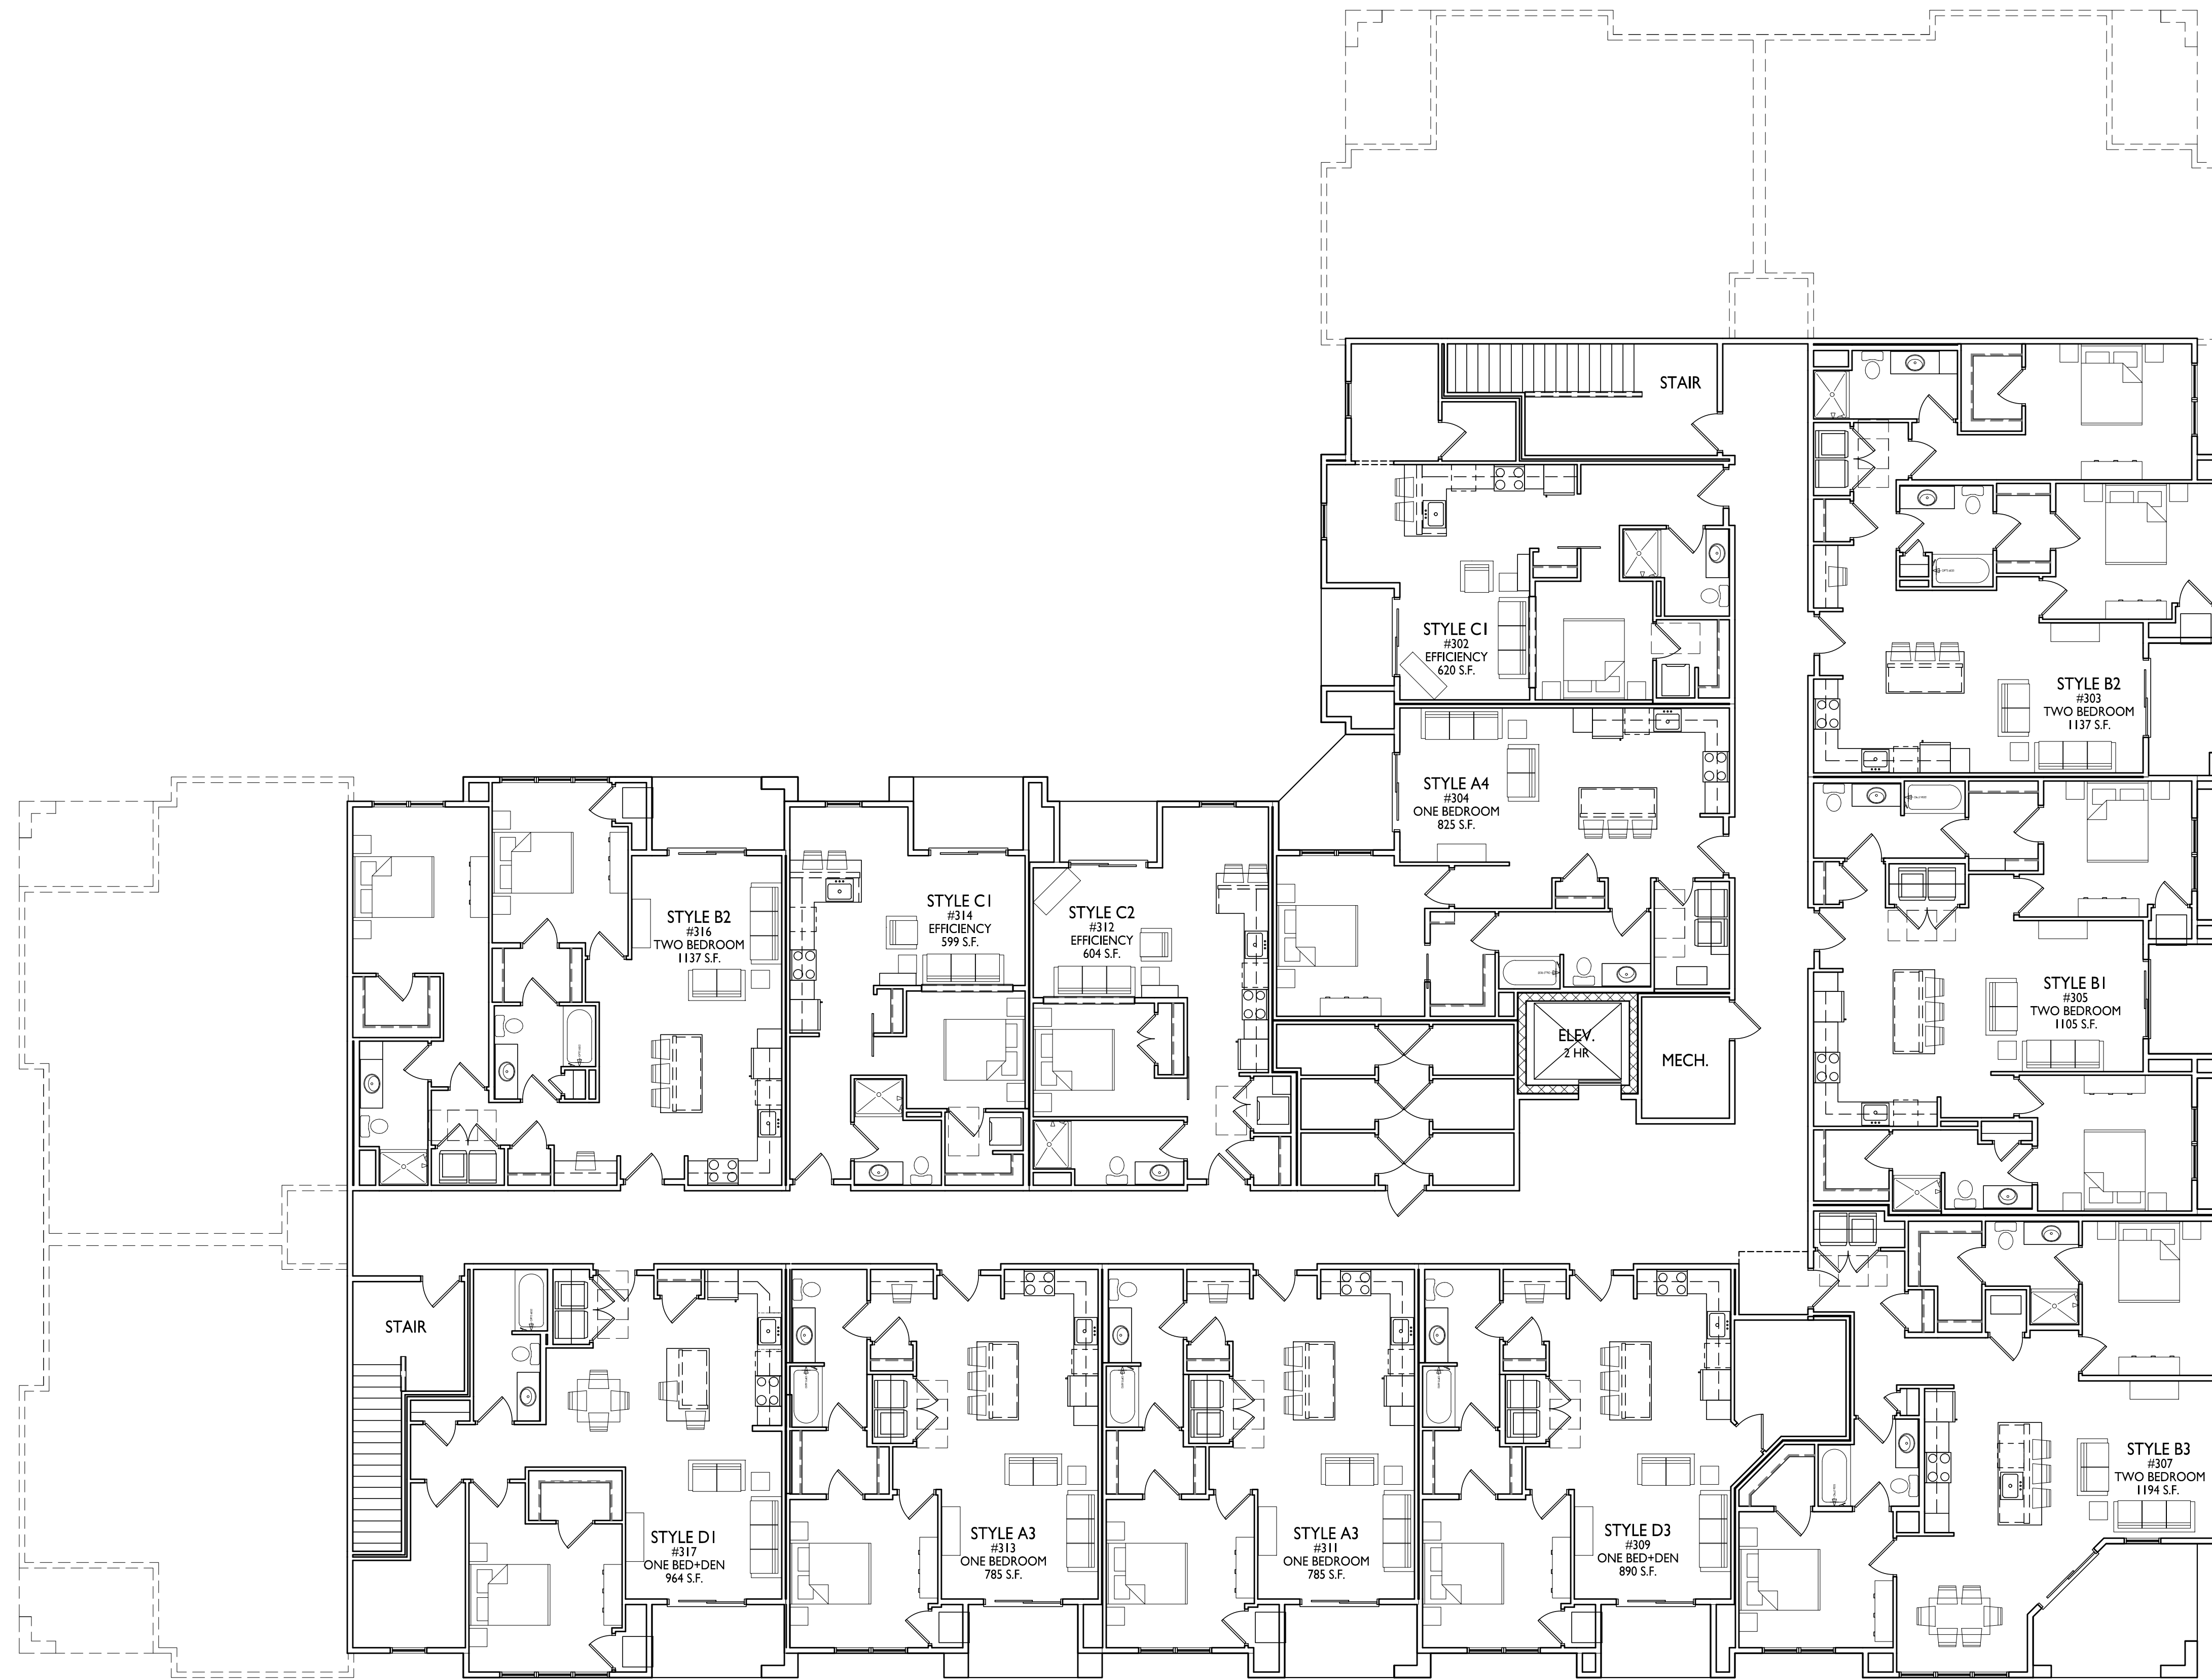 STAIR
STYLE C1
#302
EFFICIENCY
620 S.F.
STYLE B2
#303
TWO BEDROOM
1137 S.F.
STYLE A4
#304
ONE BEDROOM
825 S.F.
STYLE B2
#316
TWO BEDROOM
1137 S.F.
STYLE C1
#314
EFFICIENCY
599 S.F.
STYLE C2
#312
EFFICIENCY
604 S.F.
STYLE B1
#305
TWO BEDROOM
1105 S.F.
ELEV.
2 HR
MECH.
STAIR
STYLE D1
#317
ONE BED+DEN
964 S.F.
STYLE A3
#313
ONE BEDROOM
785 S.F.
STYLE A3
#311
ONE BEDROOM
785 S.F.
STYLE D3
#309
ONE BED+DEN
890 S.F.
STYLE B3
#307
TWO BEDROOM
1194 S.F.